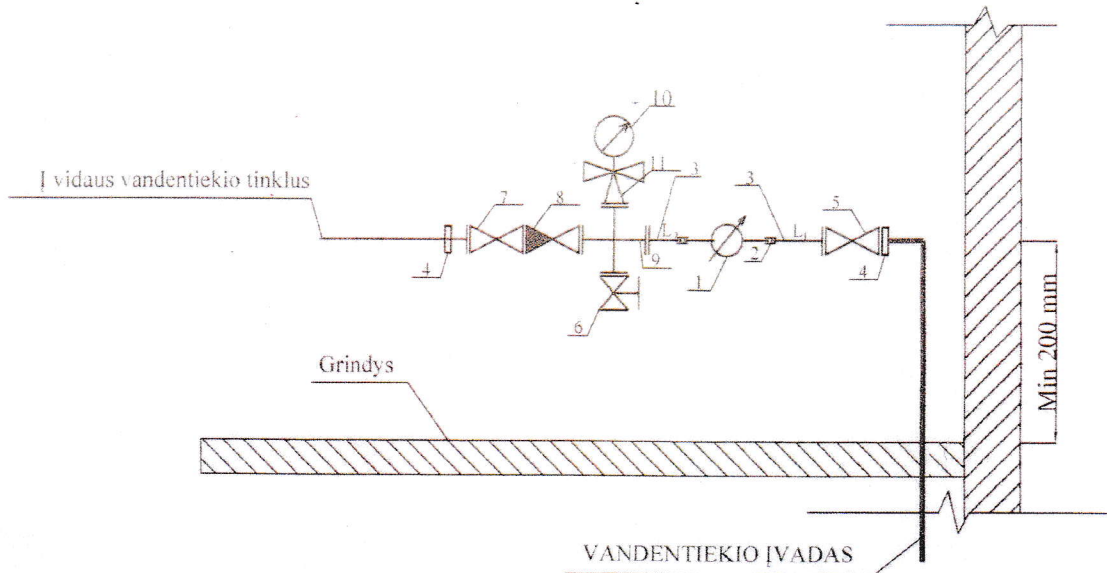 10
11
3
3
Į vidaus vandentiekio tinklus
7
8
5
L₂
L₁
4
9
1
2
4
6
Min 200 mm
Grindys
VANDENTIEKIO ĮVADAS